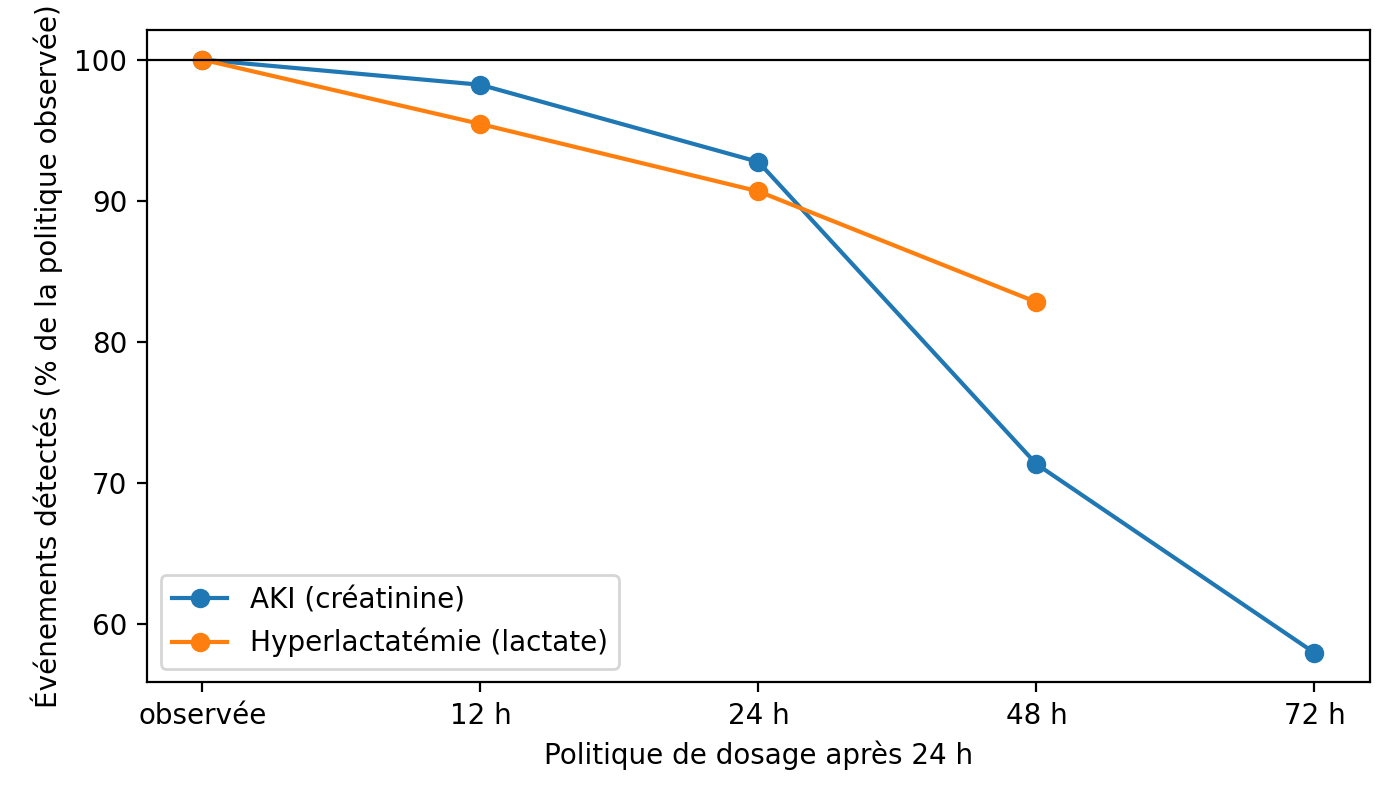 Événements détectés (% de la politique observée)
100
90
80
70
60
AKI (créatinine)
Hyperlactatémie (lactate)
observée
12 h
24 h
48 h
72 h
Politique de dosage après 24 h